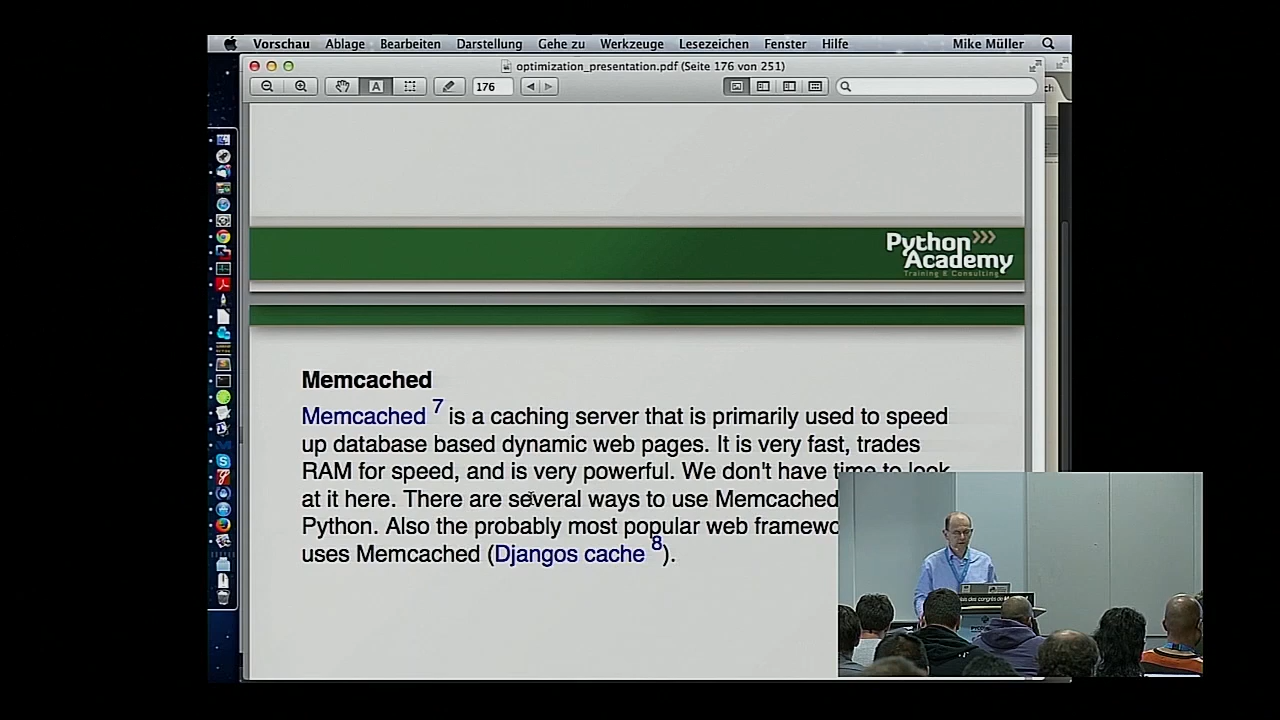 Vorschau Ablage Bearbeiten Darstellung Gehe zu Werkzeuge Lesezeichen Fenster Hilfe Mike Müller
optimization_presentation.pdf (Seite 176 von 251)
176
Python
Academy
Training & Consulting
Memcached
Memcached 7 is a caching server that is primarily used to speed
up database based dynamic web pages. It is very fast, trades
RAM for speed, and is very powerful. We don't have time to look
at it here. There are several ways to use Memcached
Python. Also the probably most popular web framewo
uses Memcached (Djangos cache 8).